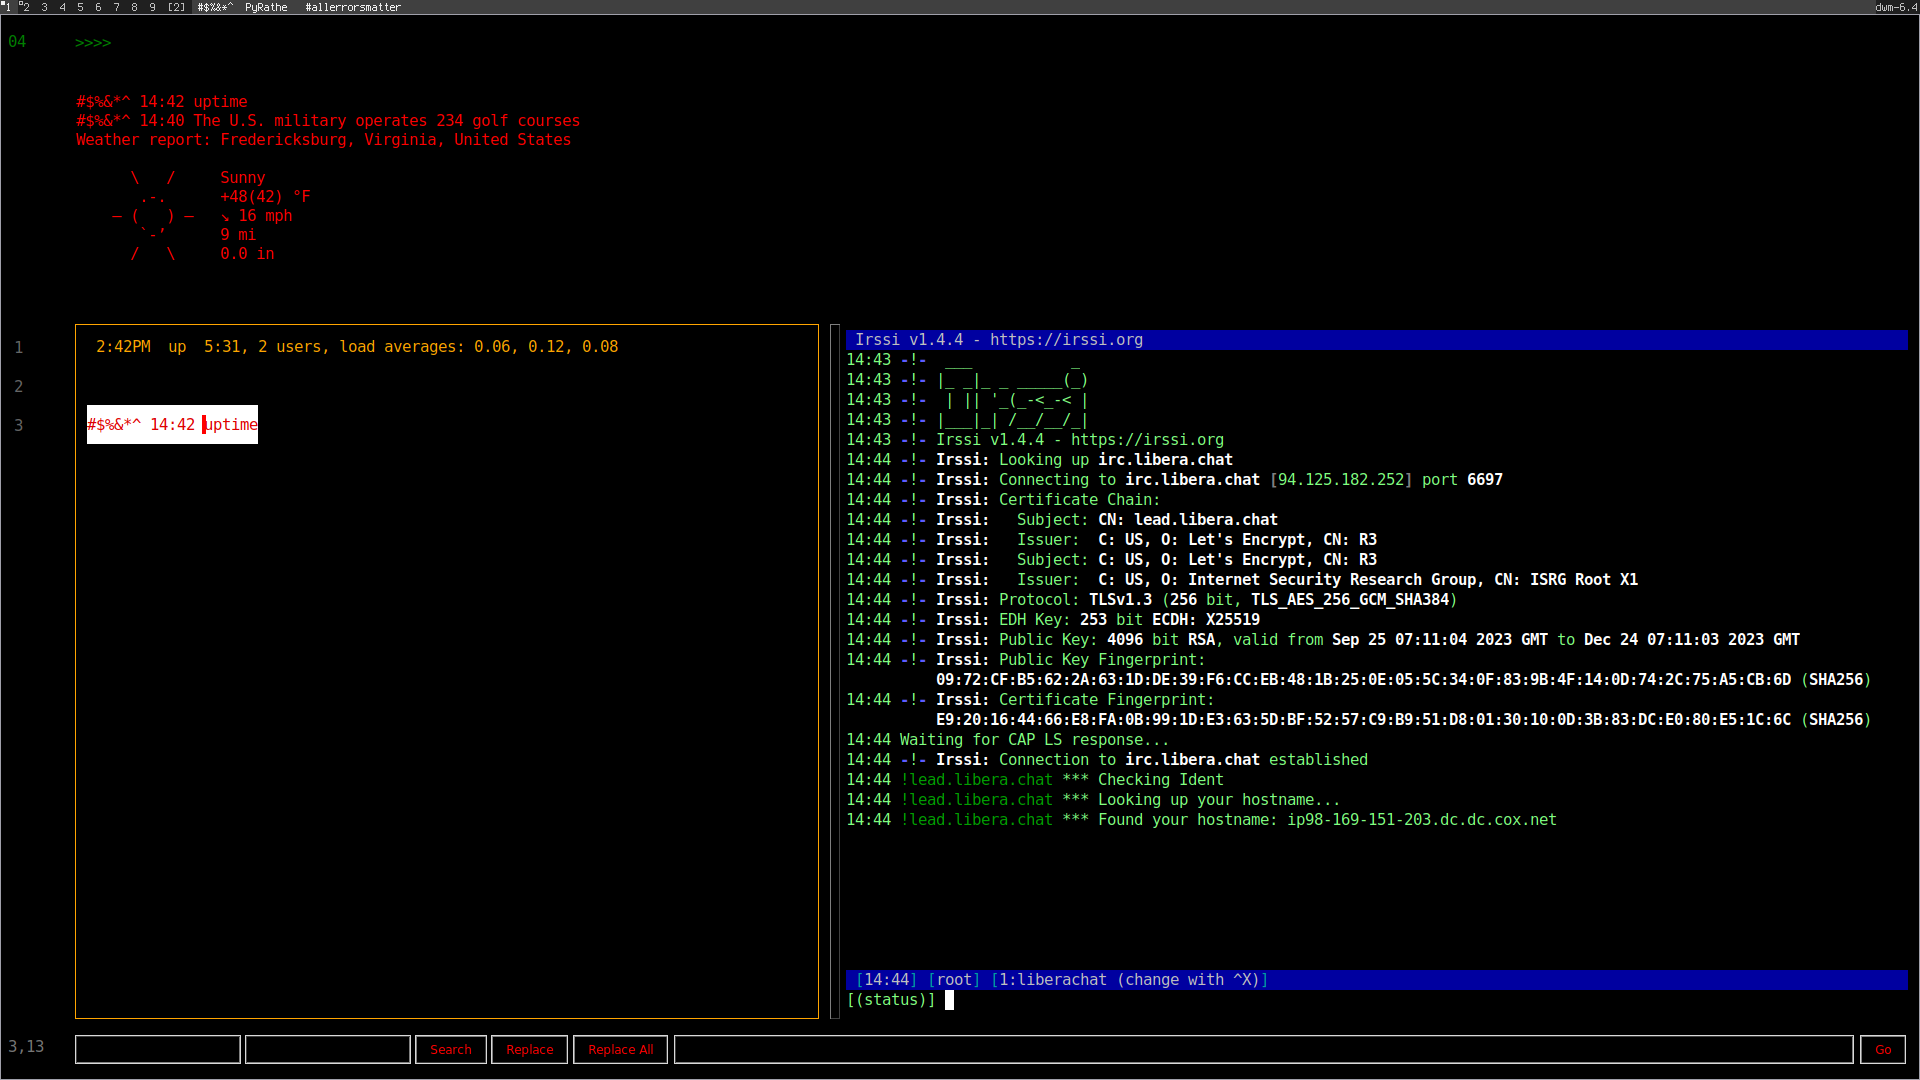 1 2 3 4 5 6 7 8 9 [2] #$%&*^ PyRathe #allerrorsmatter dwm-6.4
04 >>>>
#$%&*^ 14:42 uptime
#$%&*^ 14:40 The U.S. military operates 234 golf courses
Weather report: Fredericksburg, Virginia, United States
\   /     Sunny
.-.      +48(42) °F
― (   ) ―   ↘ 16 mph
`-’      9 mi
/   \     0.0 in
1 2:42PM  up  5:31, 2 users, load averages: 0.06, 0.12, 0.08
2
3 #$%&*^ 14:42 uptime
Irssi v1.4.4 - https://irssi.org
14:43 -!-  ___                _
14:43 -!- |_ _|_ _ _____(_)
14:43 -!-  | || '_(_-<_-< |
14:43 -!- |___|_| /__/__/_|
14:43 -!- Irssi v1.4.4 - https://irssi.org
14:44 -!- Irssi: Looking up irc.libera.chat
14:44 -!- Irssi: Connecting to irc.libera.chat [94.125.182.252] port 6697
14:44 -!- Irssi: Certificate Chain:
14:44 -!- Irssi:   Subject: CN: lead.libera.chat
14:44 -!- Irssi:   Issuer:  C: US, O: Let's Encrypt, CN: R3
14:44 -!- Irssi:   Subject: C: US, O: Let's Encrypt, CN: R3
14:44 -!- Irssi:   Issuer:  C: US, O: Internet Security Research Group, CN: ISRG Root X1
14:44 -!- Irssi: Protocol: TLSv1.3 (256 bit, TLS_AES_256_GCM_SHA384)
14:44 -!- Irssi: EDH Key: 253 bit ECDH: X25519
14:44 -!- Irssi: Public Key: 4096 bit RSA, valid from Sep 25 07:11:04 2023 GMT to Dec 24 07:11:03 2023 GMT
14:44 -!- Irssi: Public Key Fingerprint:
09:72:CF:B5:62:2A:63:1D:DE:39:F6:CC:EB:48:1B:25:0E:05:5C:34:0F:83:9B:4F:14:0D:74:2C:75:A5:CB:6D (SHA256)
14:44 -!- Irssi: Certificate Fingerprint:
E9:20:16:44:66:E8:FA:0B:99:1D:E3:63:5D:BF:52:57:C9:B9:51:D8:01:30:10:0D:3B:83:DC:E0:80:E5:1C:6C (SHA256)
14:44 Waiting for CAP LS response...
14:44 -!- Irssi: Connection to irc.libera.chat established
14:44 !lead.libera.chat *** Checking Ident
14:44 !lead.libera.chat *** Looking up your hostname...
14:44 !lead.libera.chat *** Found your hostname: ip98-169-151-203.dc.dc.cox.net
[14:44] [root] [1:liberachat (change with ^X)]
[(status)]
3,13 Search Replace Replace All Go